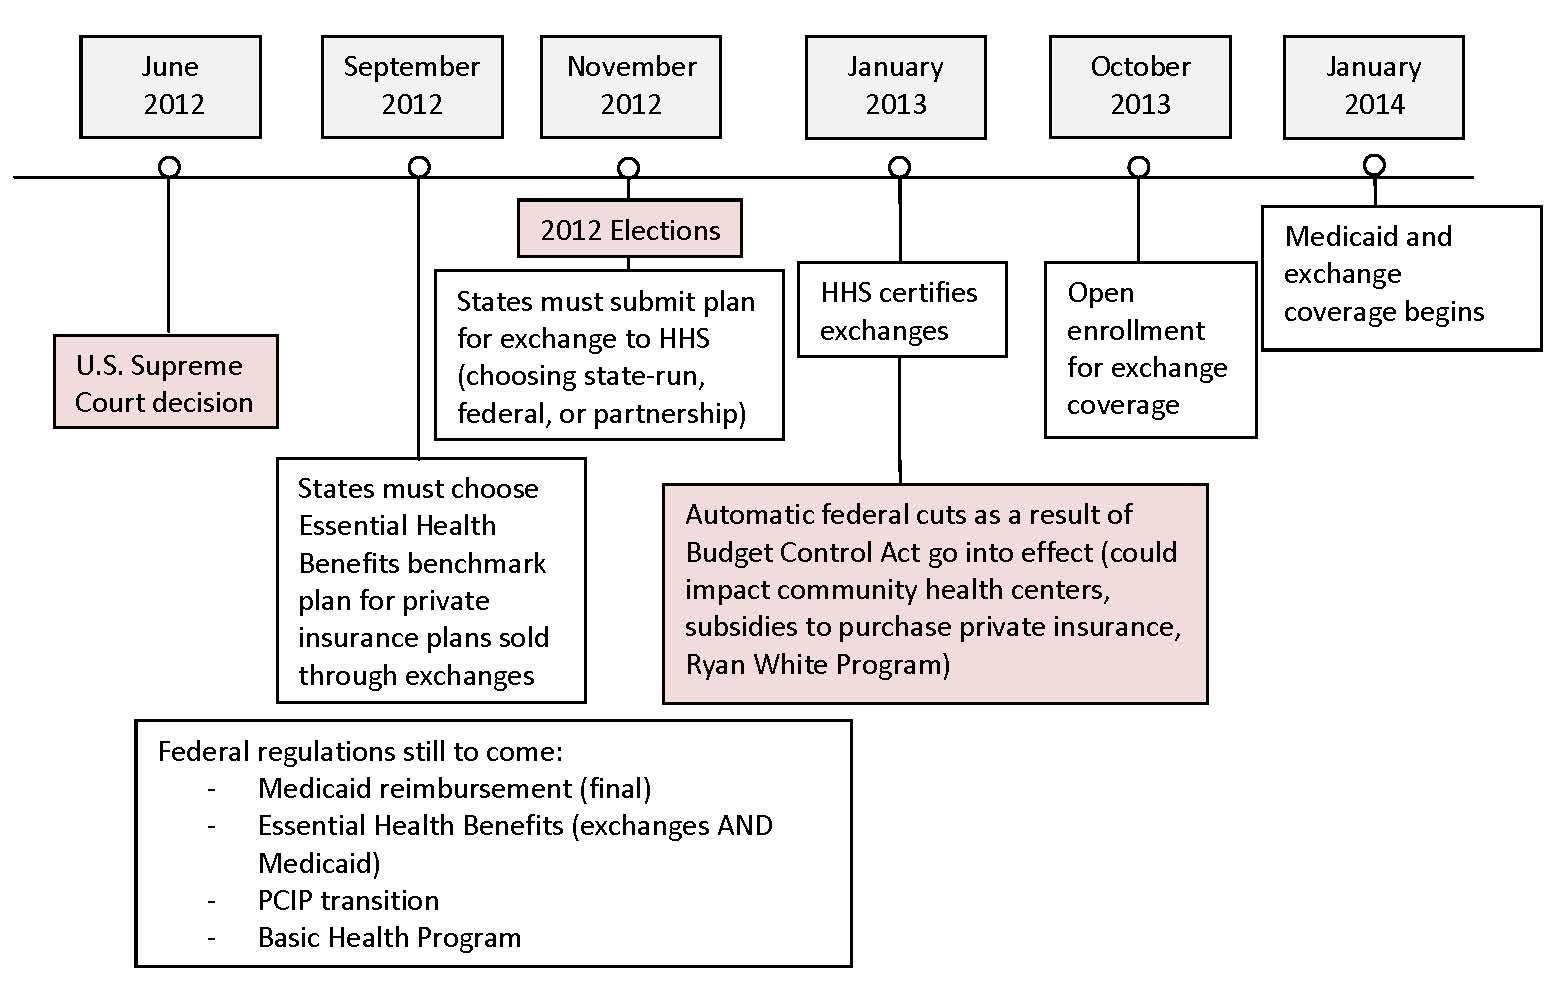 June
2012
September
2012
November
2012
January
2013
October
2013
January
2014
U.S. Supreme
Court decision
States must choose
Essential Health
Benefits benchmark
plan for private
insurance plans sold
through exchanges
2012 Elections
States must submit plan
for exchange to HHS
(choosing state-run,
federal, or partnership)
HHS certifies
exchanges
Automatic federal cuts as a result of
Budget Control Act go into effect (could
impact community health centers,
subsidies to purchase private insurance,
Ryan White Program)
Open
enrollment
for exchange
coverage
Medicaid and
exchange
coverage begins
Federal regulations still to come:
- Medicaid reimbursement (final)
- Essential Health Benefits (exchanges AND
Medicaid)
- PCIP transition
- Basic Health Program